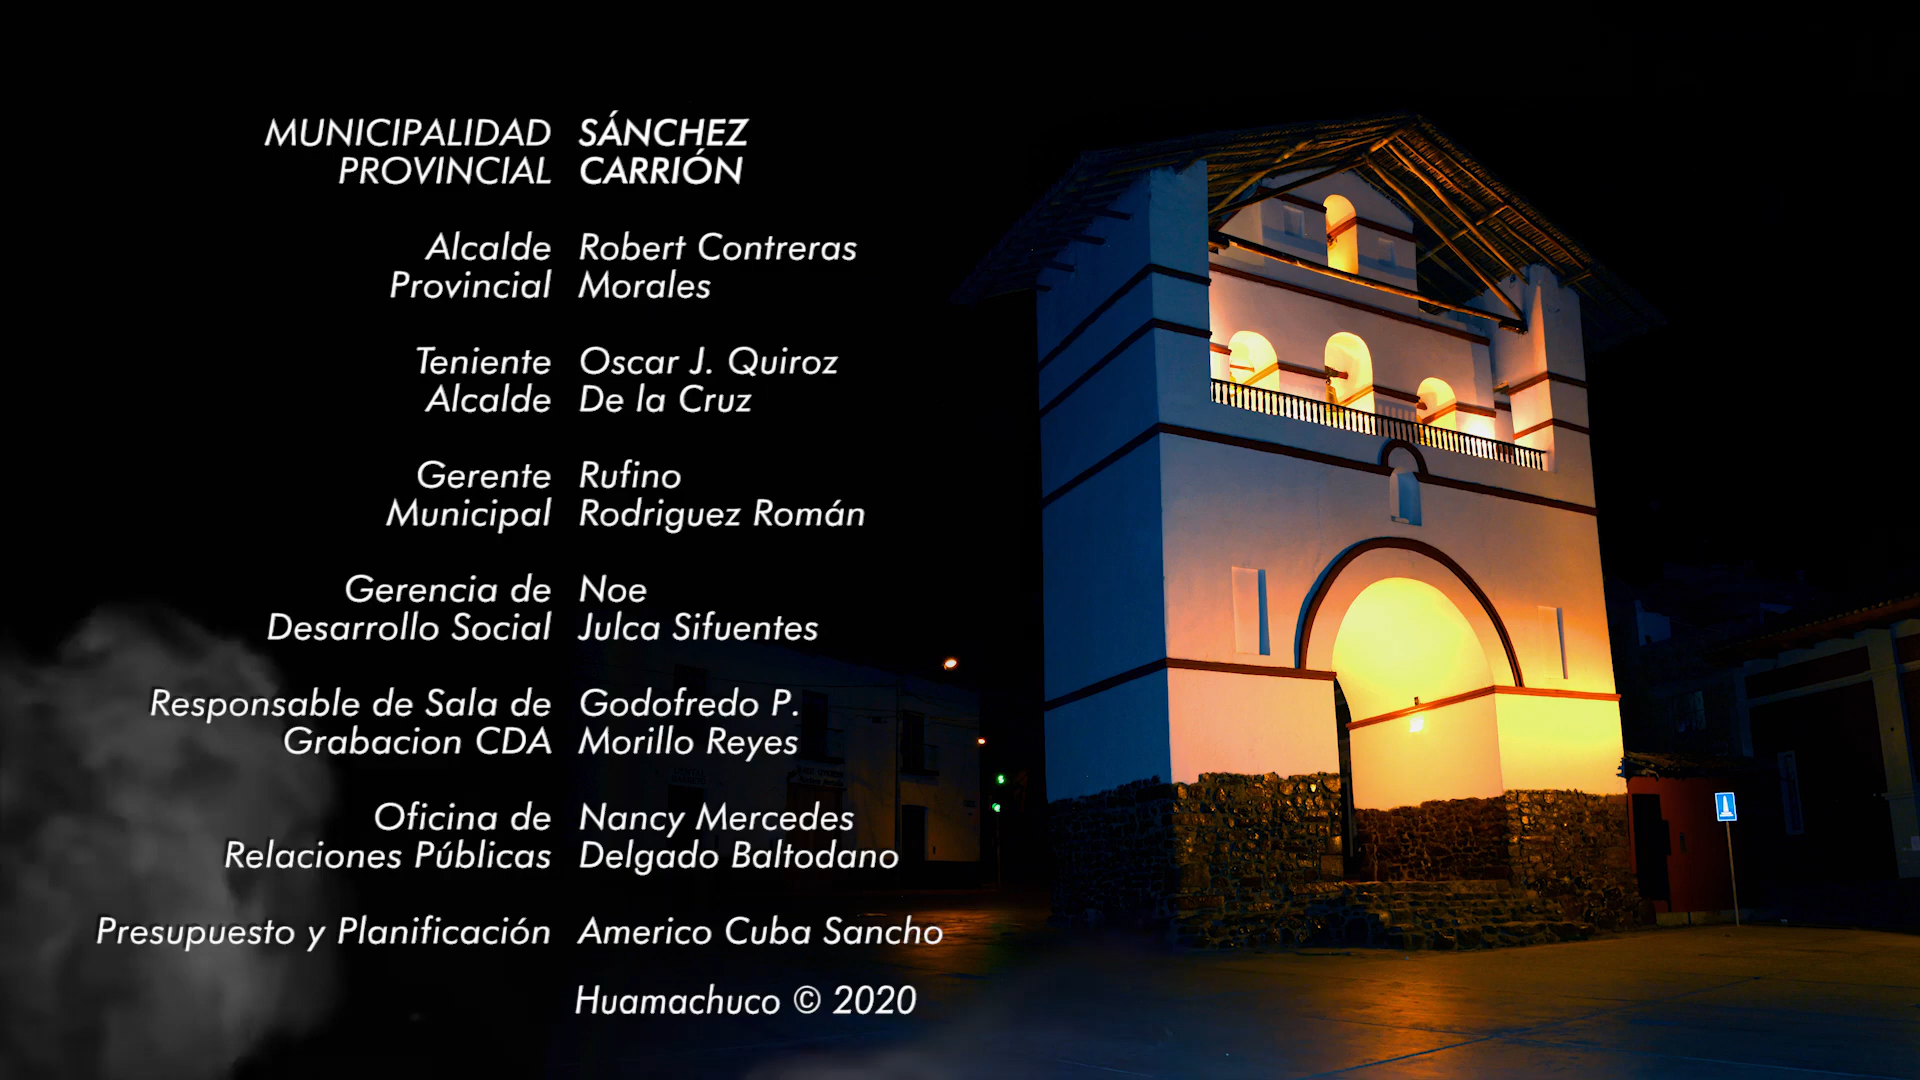 MUNICIPALIDAD SÁNCHEZ
PROVINCIAL CARRIÓN
Alcalde Robert Contreras
Provincial Morales
Teniente Oscar J. Quiroz
Alcalde De la Cruz
Gerente Rufino
Municipal Rodriguez Román
Gerencia de Noe
Desarrollo Social Julca Sifuentes
Responsable de Sala de Godofredo P.
Grabacion CDA Morillo Reyes
Oficina de Nancy Mercedes
Relaciones Públicas Delgado Baltodano
Presupuesto y Planificación Americo Cuba Sancho
Huamachuco © 2020